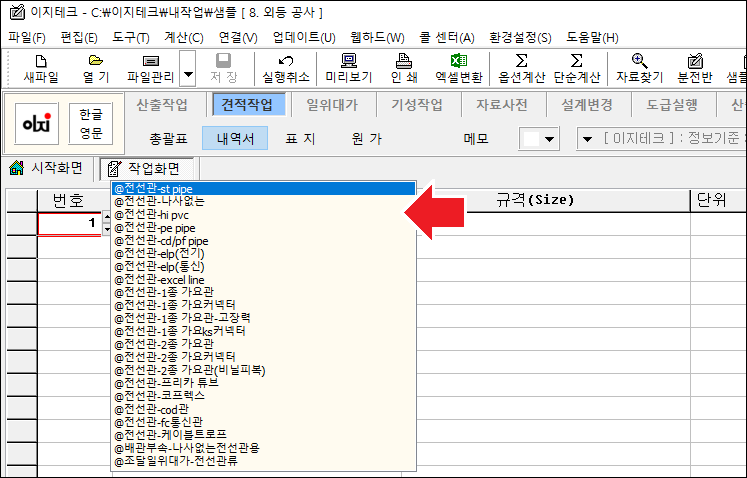 이지테크 - C:₩이지테크₩내작업₩샘플 [ 8. 외등 공사 ]
파일(F) 편집(E) 도구(T) 계산(C) 연결(V) 업데이트(U) 웹하드(W) 콜 센터(A) 환경설정(S) 도움말(H)
새파일 열 기 파일관리 저 장 실행취소 미리보기 인 쇄 엑셀변환 옵션계산 단순계산 자료찾기 분전반 샘플
이지 한글 영문
산출작업 견적작업 일위대가 기성작업 자료사전 설계변경 도급실행
총괄표 내역서 표 지 원 가 메모 [ 이지테크 ] : 정보기준
시작화면 작업화면
번호 규격(Size) 단위
1
@전선관-st pipe
@전선관-나사없는
@전선관-hi pvc
@전선관-pe pipe
@전선관-cd/pf pipe
@전선관-elp(전기)
@전선관-elp(통신)
@전선관-excel line
@전선관-1종 가요관
@전선관-1종 가요커넥터
@전선관-1종 가요관-고장력
@전선관-1종 가요ks커넥터
@전선관-2종 가요관
@전선관-2종 가요커넥터
@전선관-2종 가요관(비닐피복)
@전선관-프리카 튜브
@전선관-코프렉스
@전선관-cod관
@전선관-fc통신관
@전선관-케이블트로프
@배관부속-나사없는전선관용
@조달일위대가-전선관류